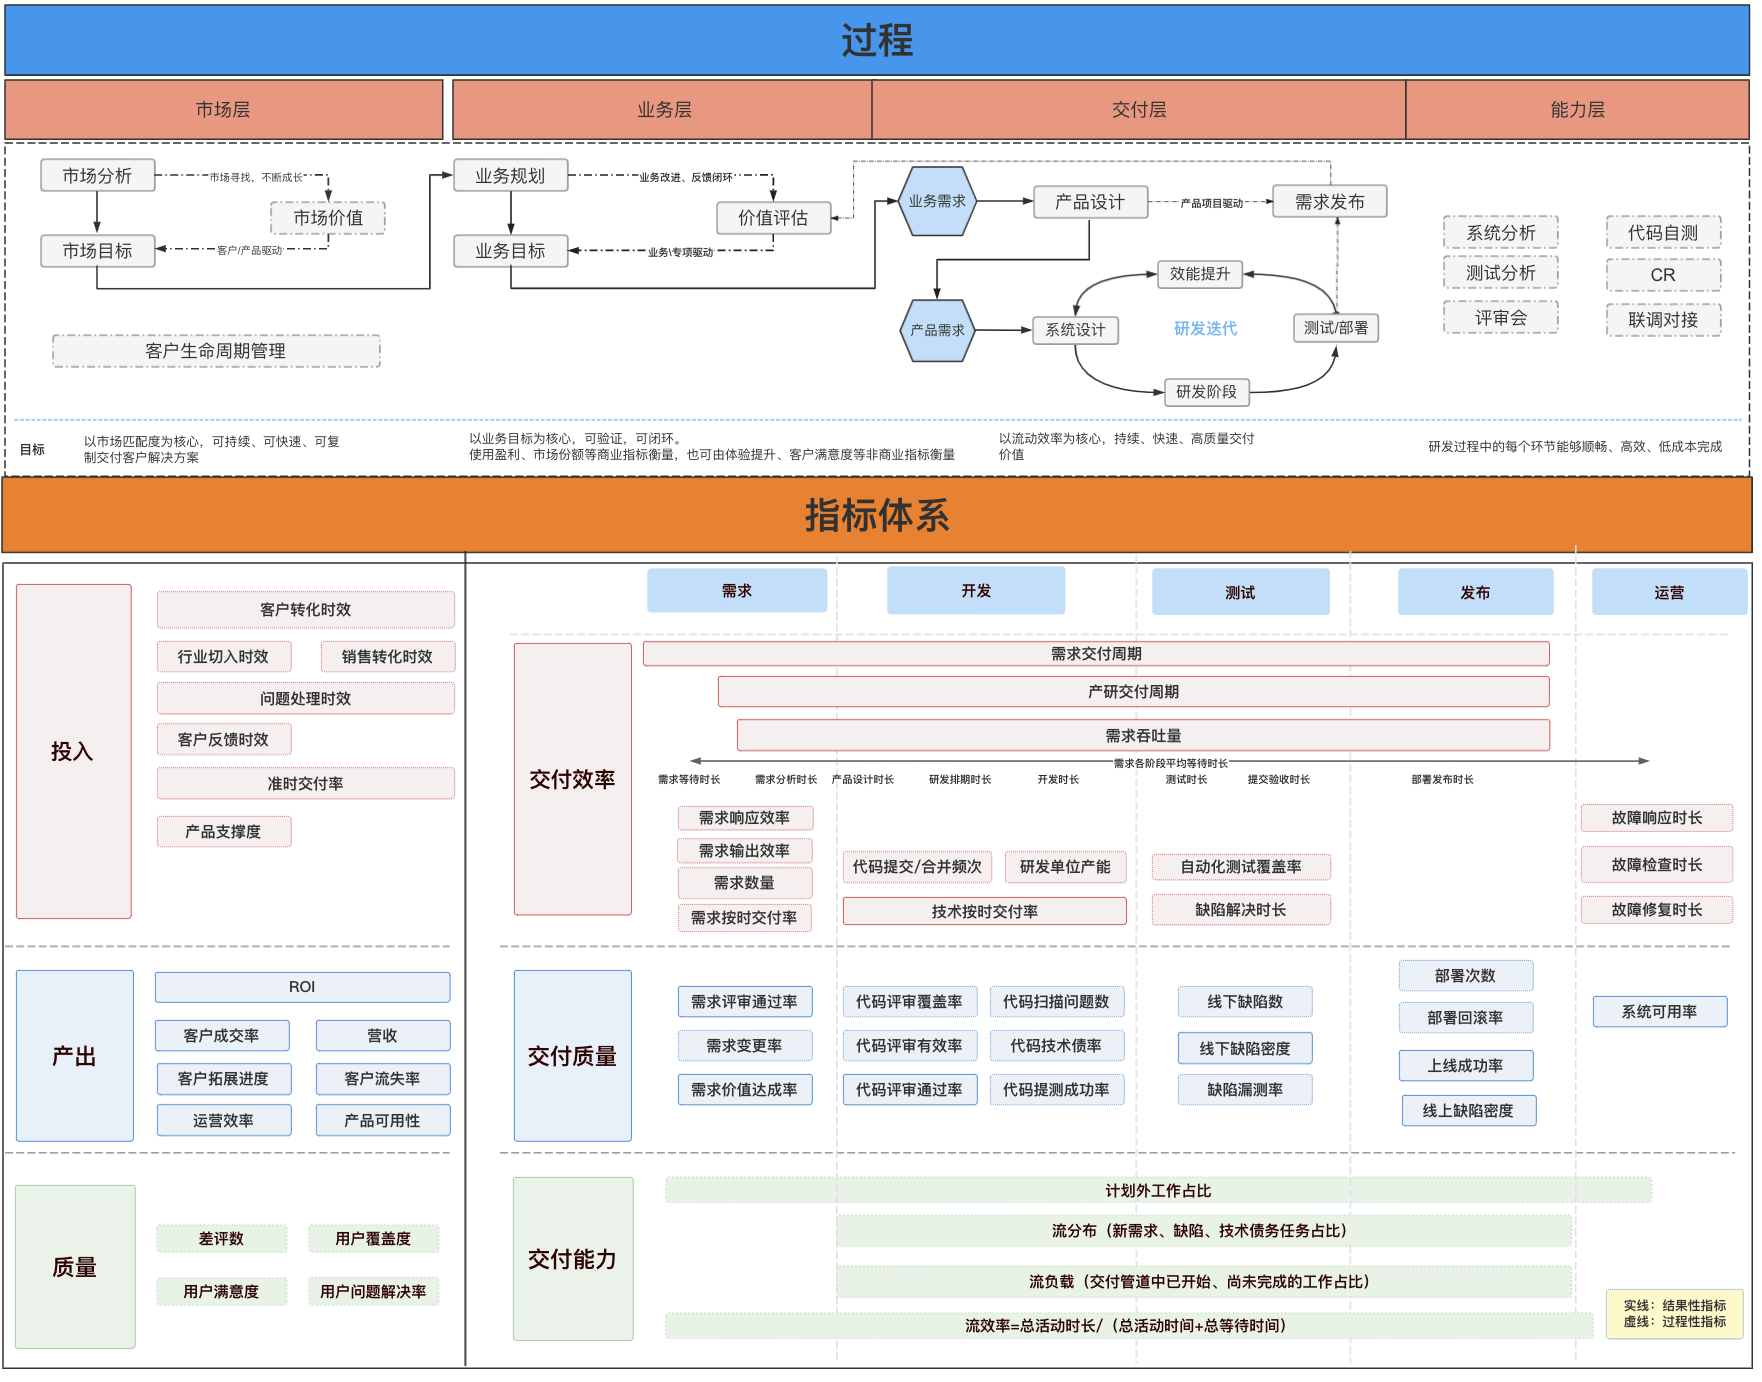 过程
市场层
业务层
交付层
能力层
市场分析
市场寻找，不断成长
市场价值
市场目标
客户/产品驱动
客户生命周期管理
业务规划
业务改进、反馈闭环
价值评估
业务目标
业务\专项驱动
业务需求
产品设计
产品项目驱动
需求发布
产品需求
系统设计
效能提升
研发迭代
测试/部署
研发阶段
系统分析
代码自测
测试分析
CR
评审会
联调对接
目标
以市场匹配度为核心，可持续、可快速、可复
制交付客户解决方案
以业务目标为核心，可验证，可闭环。
使用盈利、市场份额等商业指标衡量，也可由体验提升、客户满意度等非商业指标衡量
以流动效率为核心，持续、快速、高质量交付
价值
研发过程中的每个环节能够顺畅、高效、低成本完成
指标体系
投入
客户转化时效
行业切入时效
销售转化时效
问题处理时效
客户反馈时效
准时交付率
产品支撑度
产出
ROI
客户成交率
营收
客户拓展进度
客户流失率
运营效率
产品可用性
质量
差评数
用户覆盖度
用户满意度
用户问题解决率
需求
开发
测试
发布
运营
交付效率
需求交付周期
产研交付周期
需求吞吐量
需求各阶段平均等待时长
需求等待时长
需求分析时长
产品设计时长
研发排期时长
开发时长
测试时长
提交验收时长
部署发布时长
需求响应效率
需求输出效率
需求数量
需求按时交付率
代码提交/合并频次
研发单位产能
技术按时交付率
自动化测试覆盖率
缺陷解决时长
故障响应时长
故障检查时长
故障修复时长
交付质量
需求评审通过率
需求变更率
需求价值达成率
代码评审覆盖率
代码扫描问题数
代码评审有效率
代码技术债率
代码评审通过率
代码提测成功率
线下缺陷数
线下缺陷密度
缺陷漏测率
部署次数
部署回滚率
上线成功率
线上缺陷密度
系统可用率
交付能力
计划外工作占比
流分布（新需求、缺陷、技术债务任务占比）
流负载（交付管道中已开始、尚未完成的工作占比）
流效率=总活动时长/（总活动时间+总等待时间）
实线：结果性指标
虚线：过程性指标